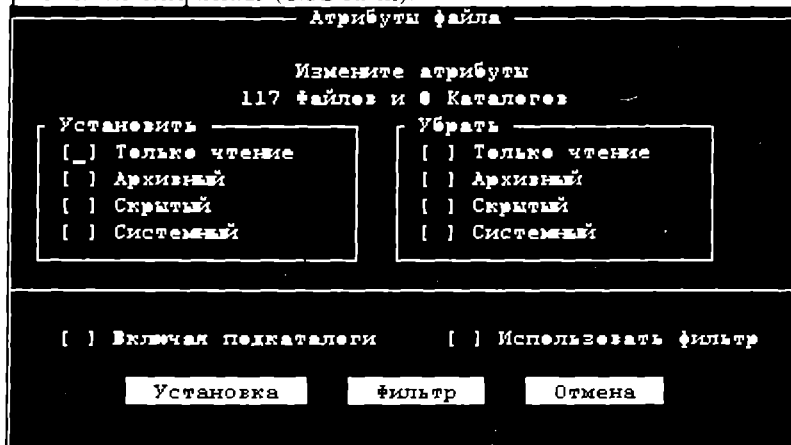 Атрибуты файла
Измените атрибуты
117 Файлов и 0 Каталогов
Установить Убрать
[_] Только чтение [ ] Только чтение
[ ] Архивный [ ] Архивный
[ ] Скрытый [ ] Скрытый
[ ] Системный [ ] Системный
[ ] Включая подкаталоги [ ] Использовать фильтр
Установка Фильтр Отмена